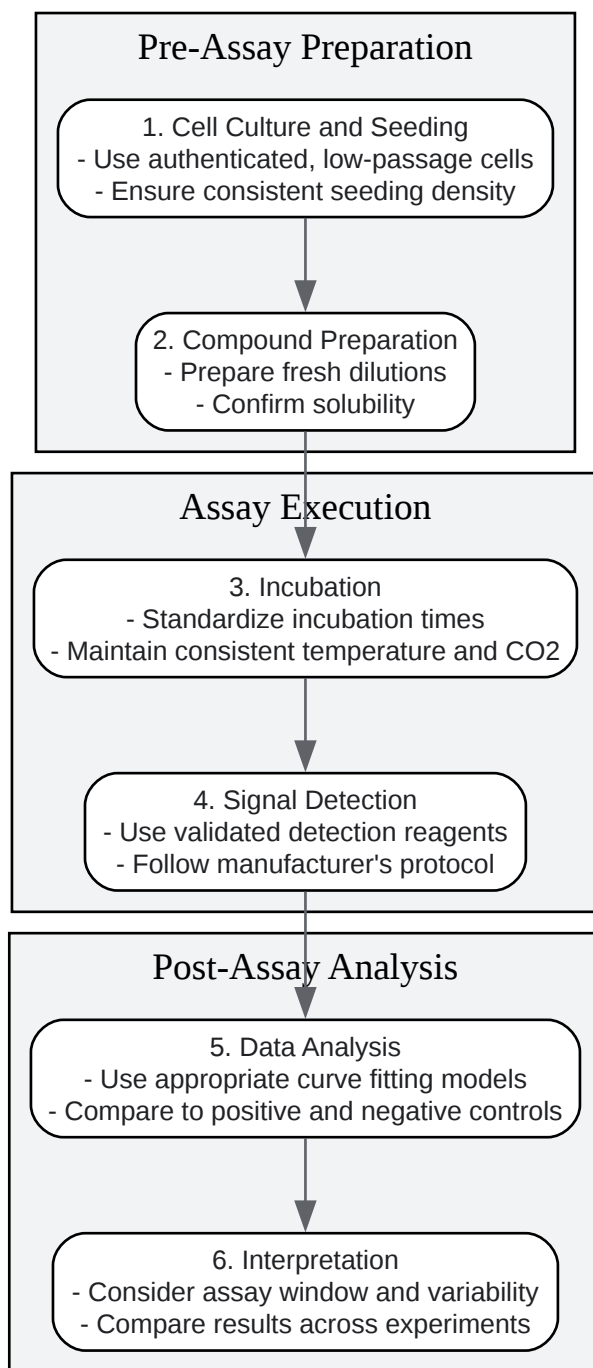 Pre-Assay Preparation
1. Cell Culture and Seeding
- Use authenticated, low-passage cells
- Ensure consistent seeding density
2. Compound Preparation
- Prepare fresh dilutions
- Confirm solubility
Assay Execution
3. Incubation
- Standardize incubation times
- Maintain consistent temperature and CO2
4. Signal Detection
- Use validated detection reagents
- Follow manufacturer's protocol
Post-Assay Analysis
5. Data Analysis
- Use appropriate curve fitting models
- Compare to positive and negative controls
6. Interpretation
- Consider assay window and variability
- Compare results across experiments